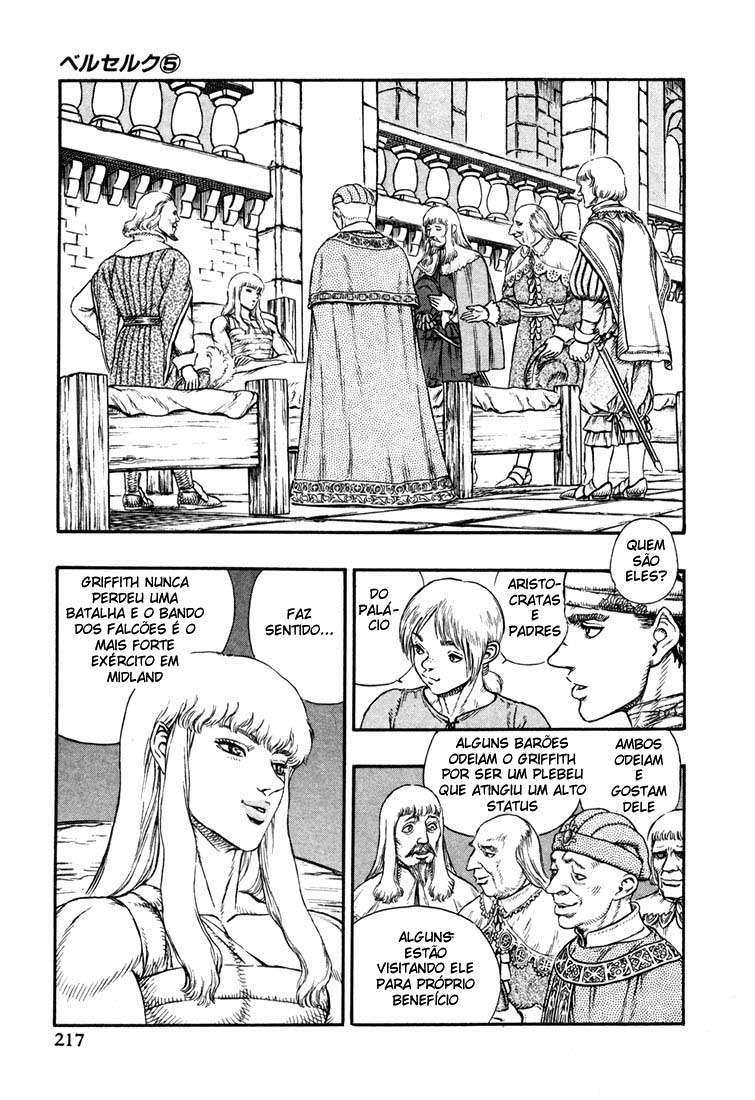 ベルセルク⑤
QUEM
SÃO
ELES?
ARISTO-
CRATAS
E
PADRES
DO
PALÁ-
CIO
FAZ
SENTIDO...
GRIFFITH NUNCA
PERDEU UMA
BATALHA E O BANDO
DOS FALCÕES É O
MAIS FORTE
EXÉRCITO EM
MIDLAND
AMBOS
ODEIAM
E
GOSTAM
DELE
ALGUNS BARÕES
ODEIAM O GRIFFITH
POR SER UM PLEBEU
QUE ATINGIU UM ALTO
STATUS
ALGUNS
ESTÃO
VISITANDO ELE
PARA PRÓPRIO
BENEFÍCIO
217